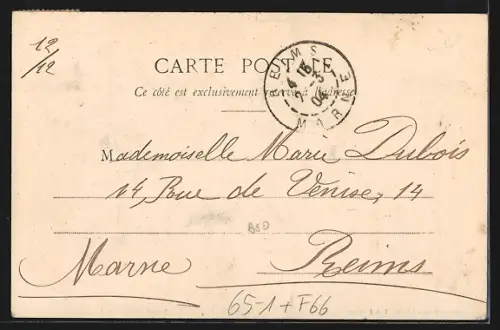 12/12
CARTE POSTALE
Ce côté est exclusivement réservé à l'adresse
REIMS
MARNE
Mademoiselle Marie Dubois
14, Rue de Venise, 14
Marne Reims
65-1+F66